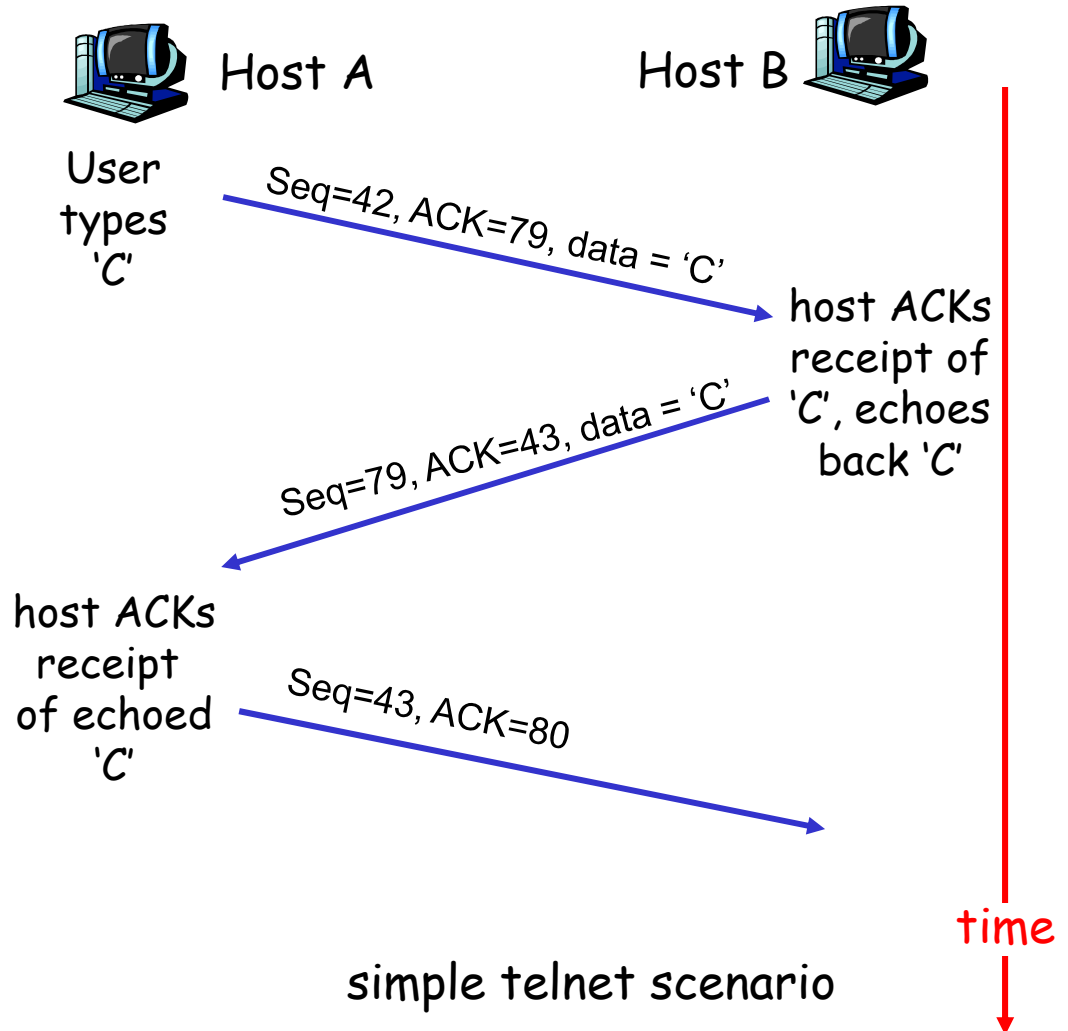 Host A
Host B
User
types
‘C’
Seq=42, ACK=79, data = ‘C’
host ACKs
receipt of
‘C’, echoes
back ‘C’
Seq=79, ACK=43, data = ‘C’
host ACKs
receipt
of echoed
‘C’
Seq=43, ACK=80
time
simple telnet scenario